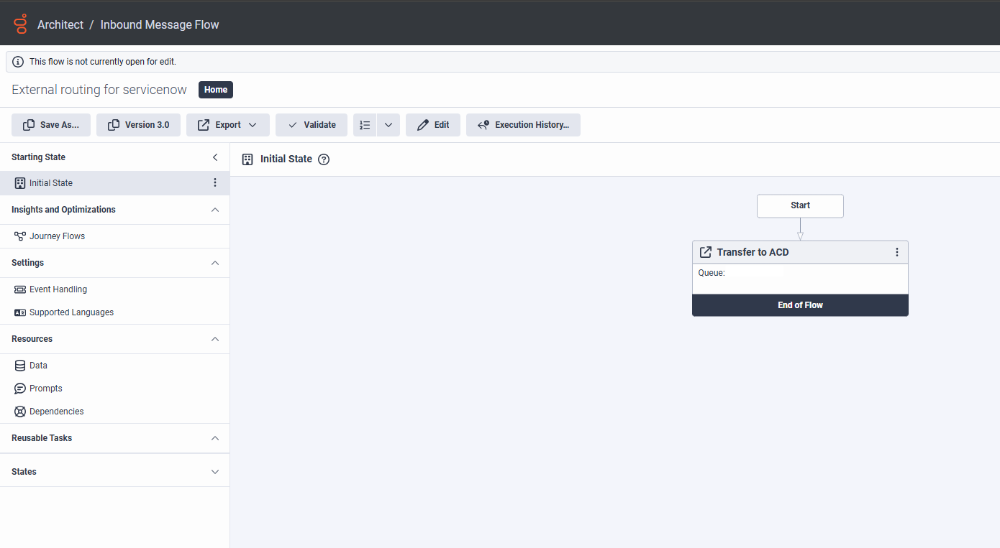 Architect / Inbound Message Flow
This flow is not currently open for edit.
External routing for servicenow Home
Save As... Version 3.0 Export Validate Edit Execution History...
Starting State
Initial State
Insights and Optimizations
Journey Flows
Settings
Event Handling
Supported Languages
Resources
Data
Prompts
Dependencies
Reusable Tasks
States
Initial State
Start
Transfer to ACD
Queue:
End of Flow